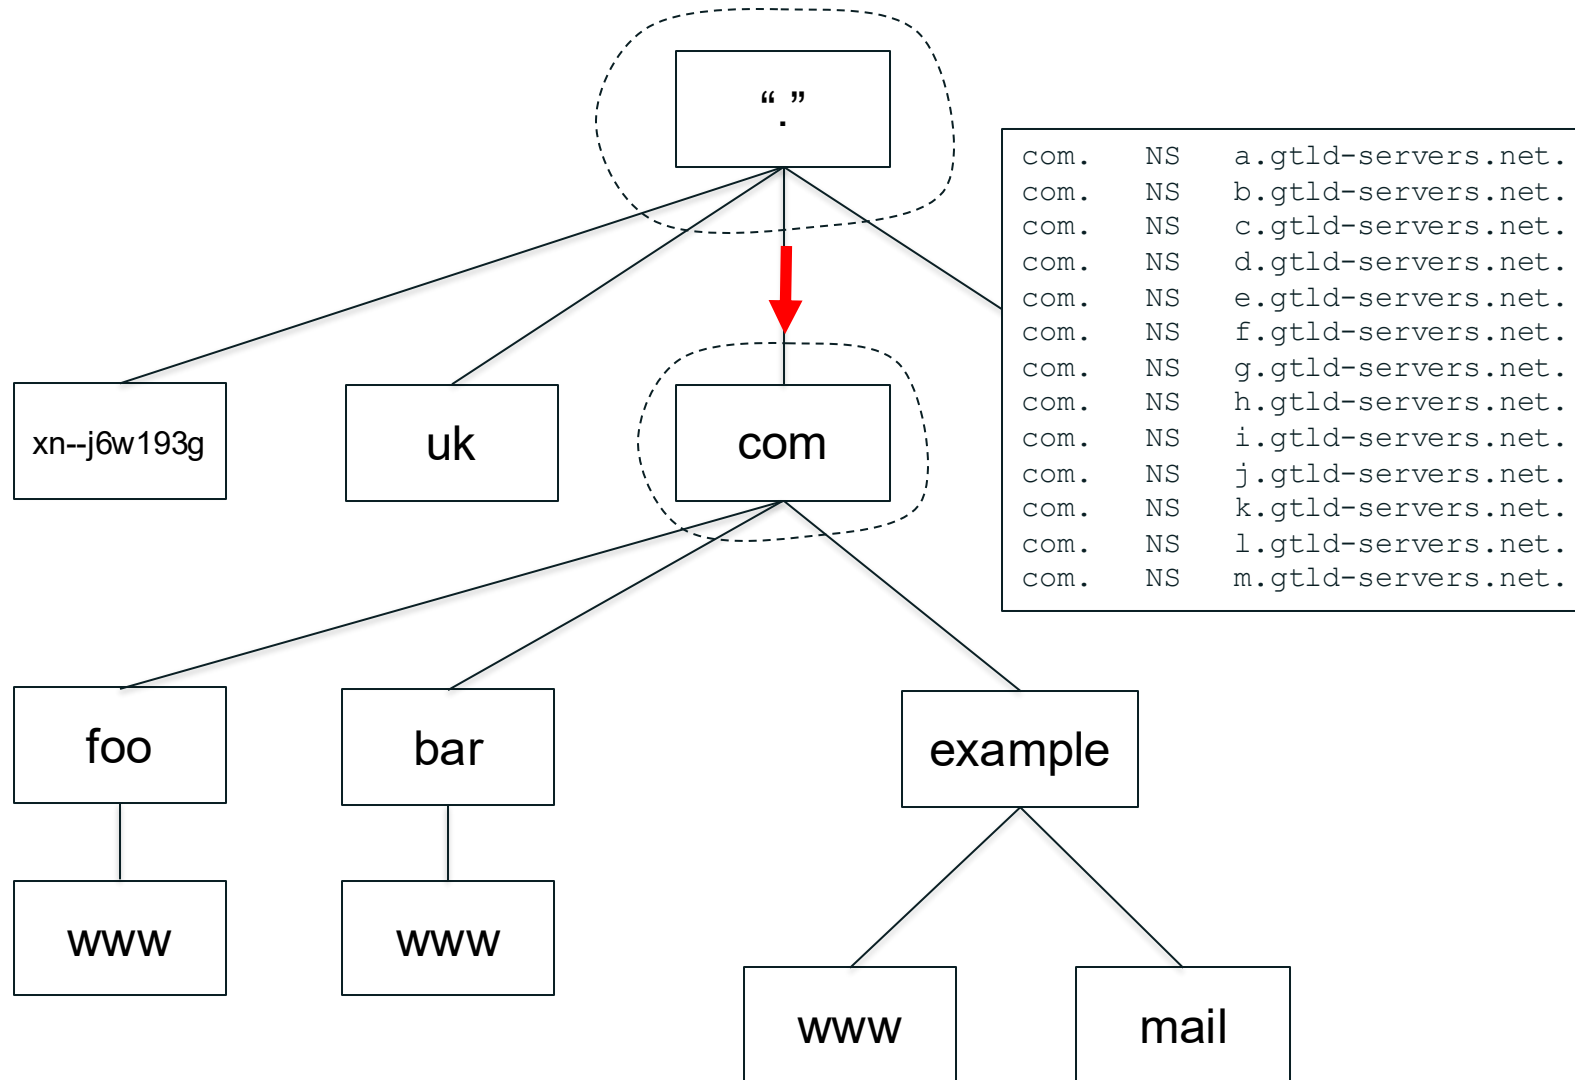 “.”
com. NS a.gtld-servers.net.
com. NS b.gtld-servers.net.
com. NS c.gtld-servers.net.
com. NS d.gtld-servers.net.
com. NS e.gtld-servers.net.
com. NS f.gtld-servers.net.
com. NS g.gtld-servers.net.
com. NS h.gtld-servers.net.
com. NS i.gtld-servers.net.
com. NS j.gtld-servers.net.
com. NS k.gtld-servers.net.
com. NS l.gtld-servers.net.
com. NS m.gtld-servers.net.
xn--j6w193g
uk
com
foo
bar
example
www
www
www
mail